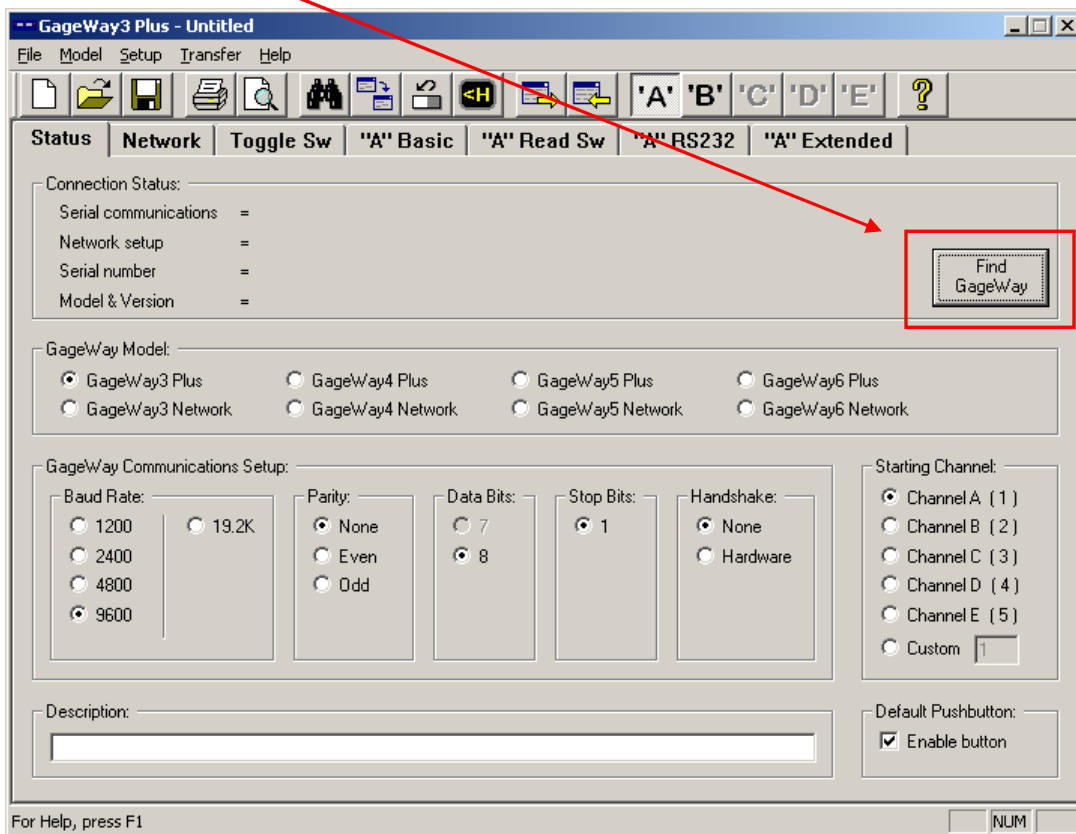 GageWay3 Plus - Untitled
File Model Setup Transfer Help
<H 'A' 'B' 'C' 'D' 'E' ?
Status Network Toggle Sw "A" Basic "A" Read Sw "A" RS232 "A" Extended
Connection Status:
Serial communications =
Network setup =
Serial number =
Model & Version =
Find
GageWay
GageWay Model:
GageWay3 Plus GageWay4 Plus GageWay5 Plus GageWay6 Plus
GageWay3 Network GageWay4 Network GageWay5 Network GageWay6 Network
GageWay Communications Setup:
Baud Rate:
1200 19.2K
2400
4800
9600
Parity:
None
Even
Odd
Data Bits:
7
8
Stop Bits:
1
Handshake:
None
Hardware
Starting Channel:
Channel A ( 1 )
Channel B ( 2 )
Channel C ( 3 )
Channel D ( 4 )
Channel E ( 5 )
Custom 1
Description:
Default Pushbutton:
Enable button
For Help, press F1 NUM